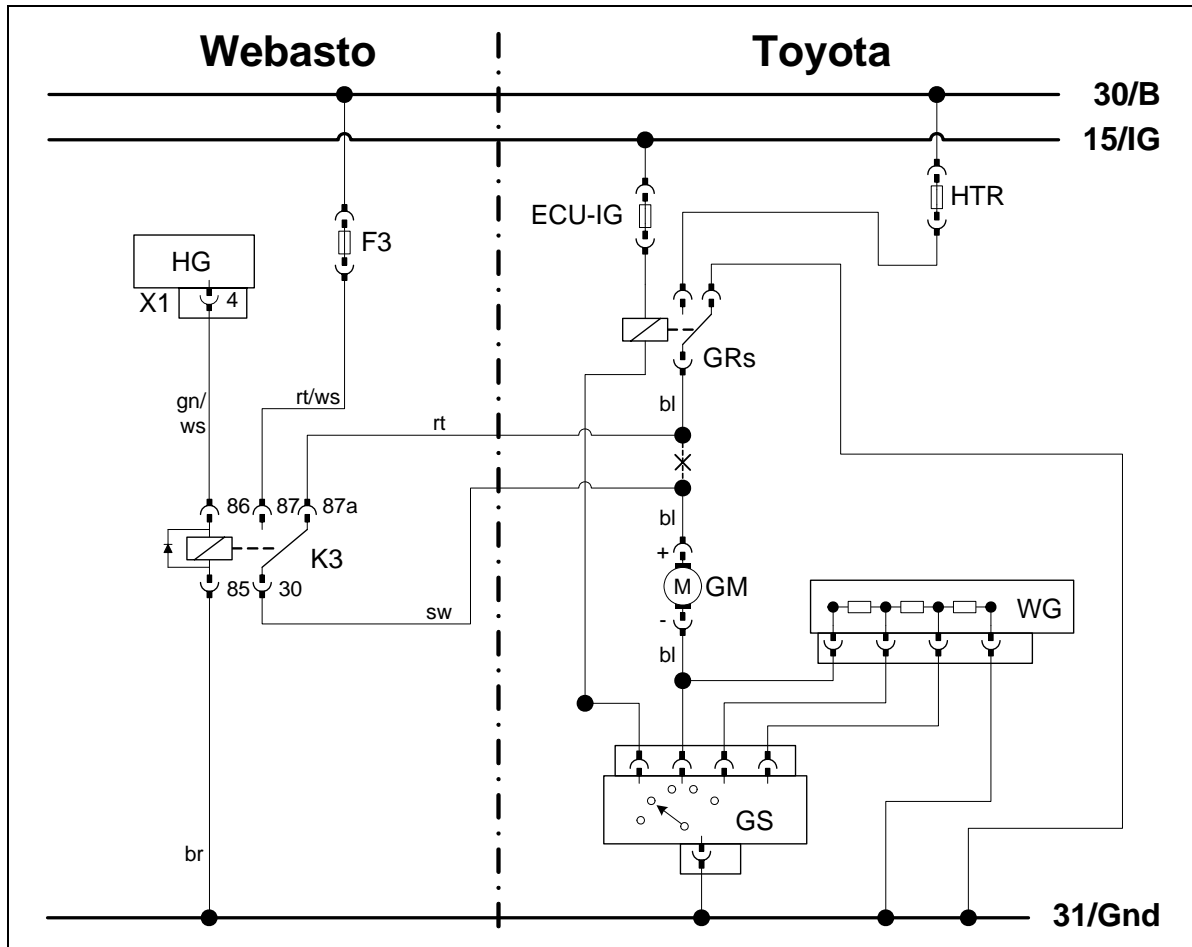 Webasto
Toyota
30/B
15/IG
HTR
ECU-IG
F3
HG
X1
4
GRs
gn/
ws
rt/ws
rt
bl
86
87
87a
bl
K3
+
M
GM
85
30
-
WG
sw
bl
GS
br
31/Gnd